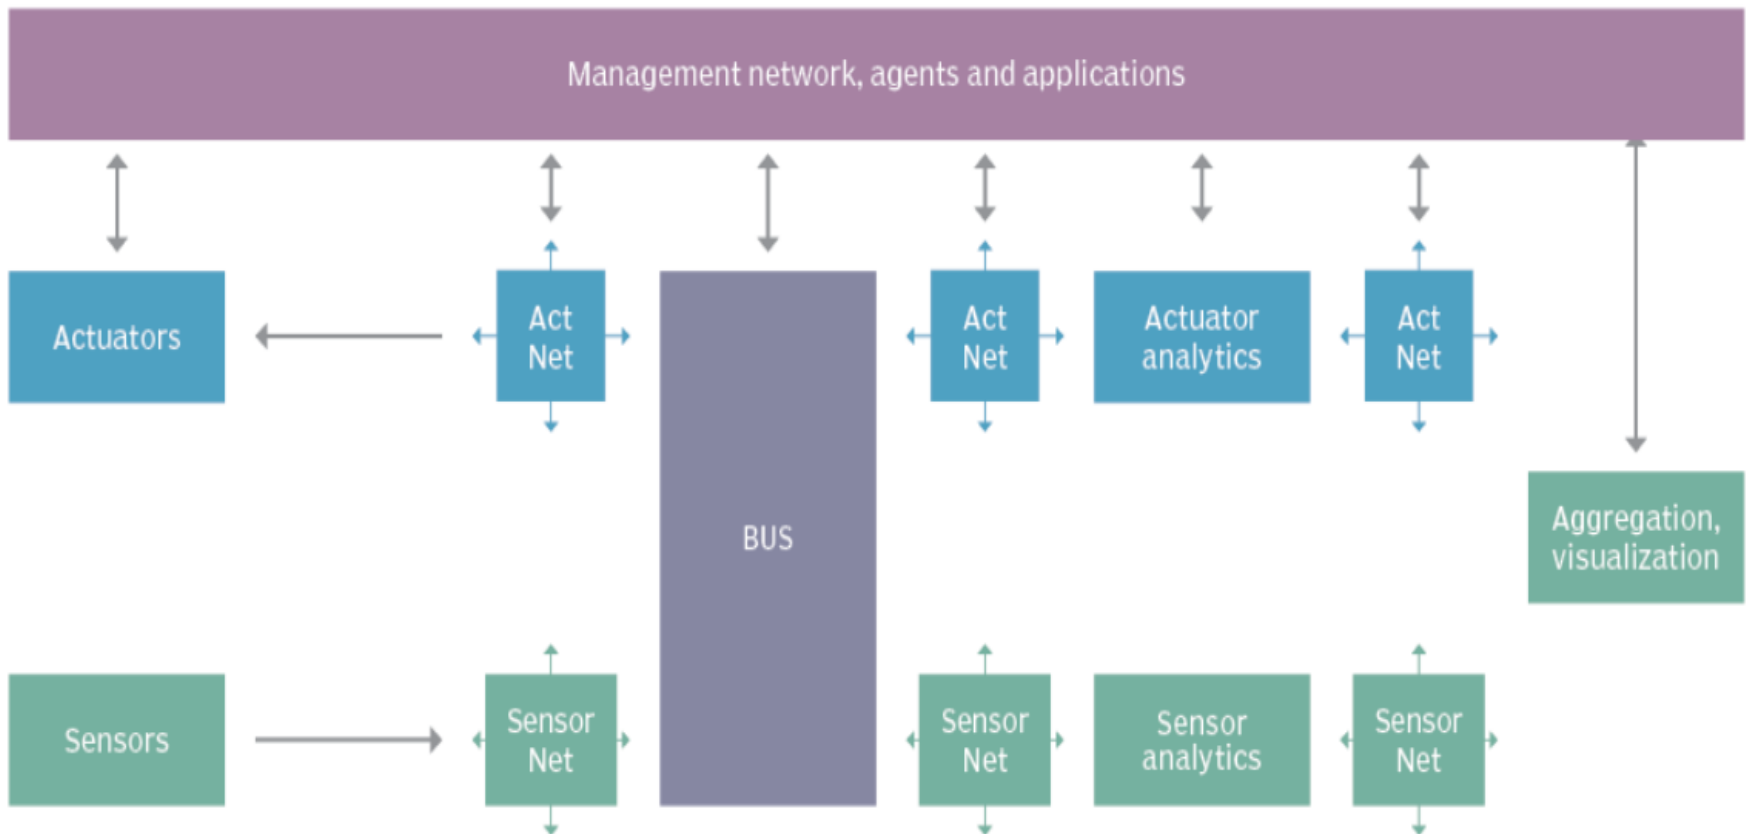 Management network, agents and applications
Actuators
Act
Net
Act
Net
Actuator
analytics
Act
Net
BUS
Aggregation,
visualization
Sensors
Sensor
Net
Sensor
Net
Sensor
analytics
Sensor
Net